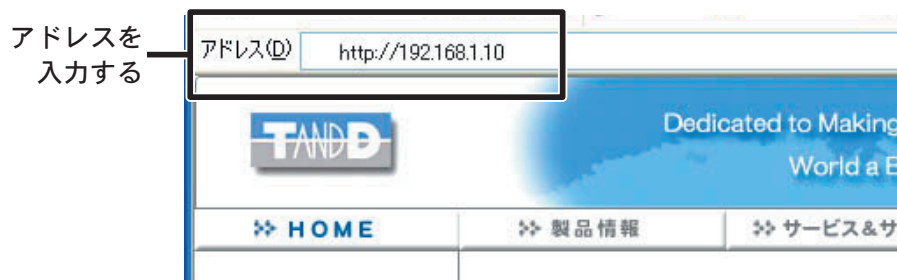 アドレスを
入力する
アドレス(D) http://192.168.1.10
TANDD
Dedicated to Making
World a
HOME
製品情報
サービス&サ